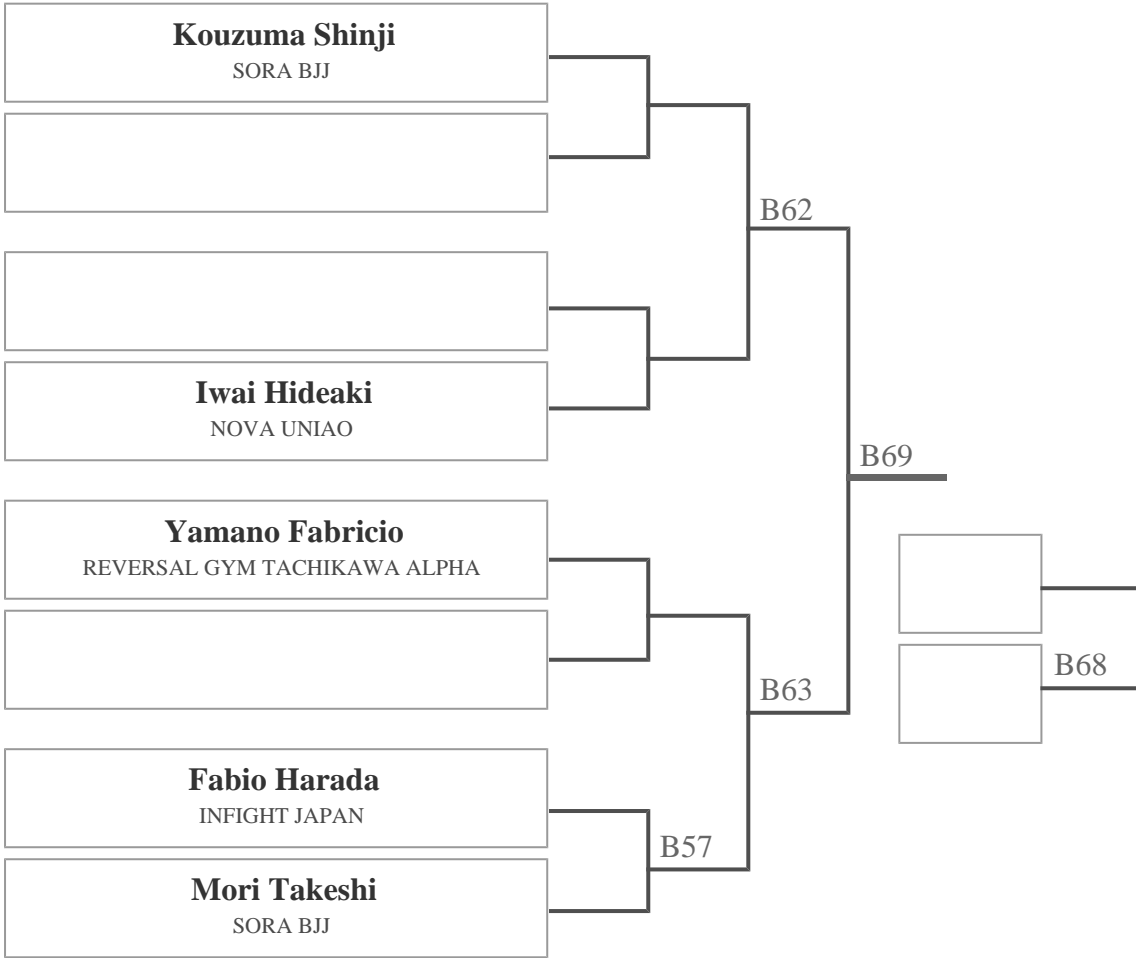 Kouzuma Shinji
SORA BJJ
B62
Iwai Hideaki
NOVA UNIAO
B69
Yamano Fabricio
REVERSAL GYM TACHIKAWA ALPHA
B68
B63
Fabio Harada
INFIGHT JAPAN
B57
Mori Takeshi
SORA BJJ